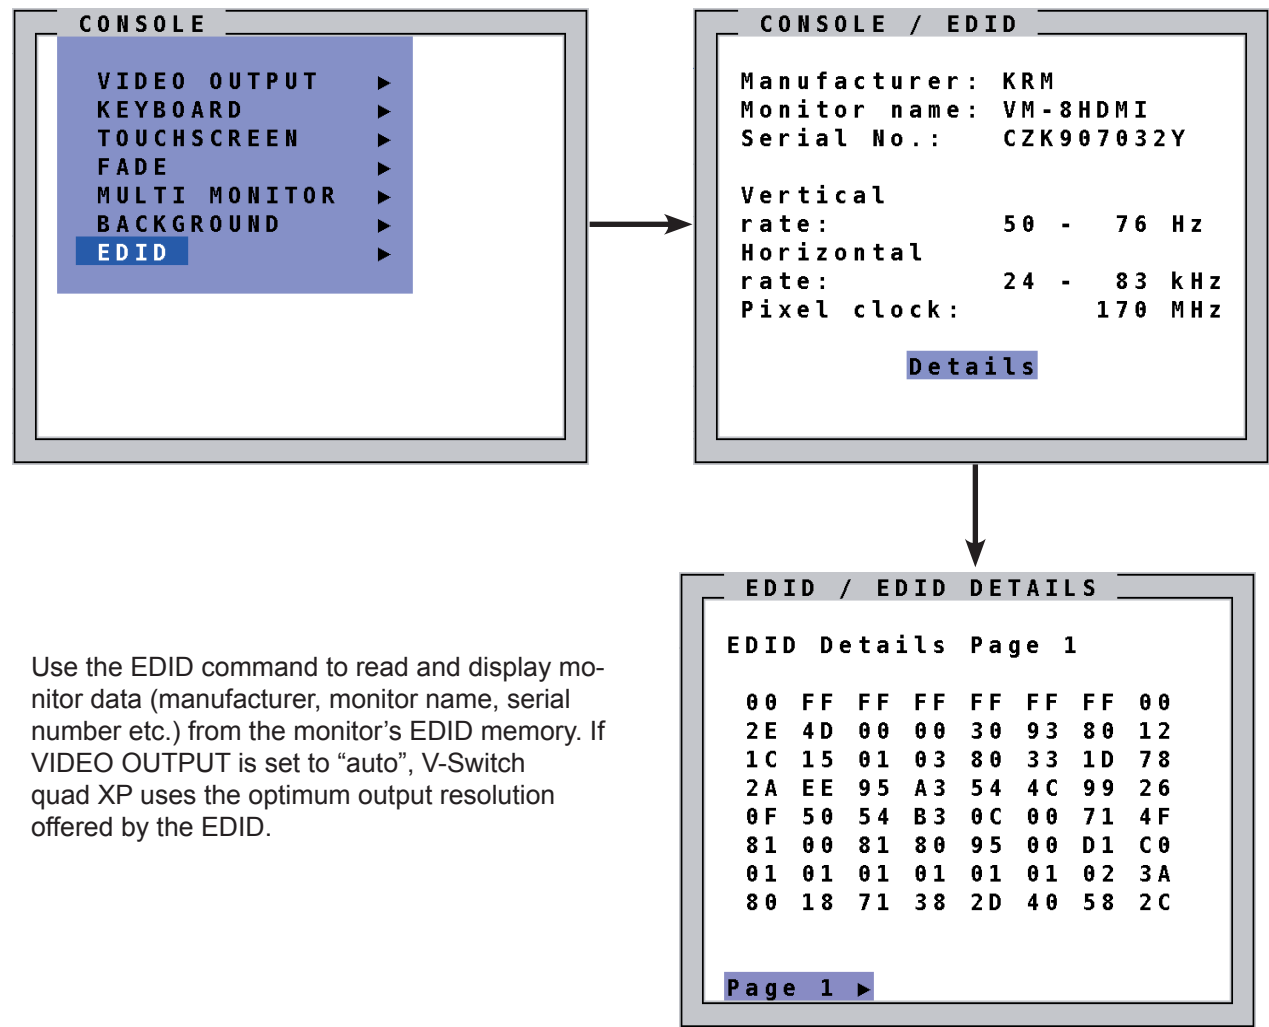 CONSOLE
VIDEO OUTPUT ▶
KEYBOARD ▶
TOUCHSCREEN ▶
FADE ▶
MULTI MONITOR ▶
BACKGROUND ▶
EDID ▶
CONSOLE / EDID
Manufacturer: KRM
Monitor name: VM-8HDMI
Serial No.: CZK907032Y
Vertical
rate: 50 - 76 Hz
Horizontal
rate: 24 - 83 kHz
Pixel clock: 170 MHz
Details
EDID / EDID DETAILS
EDID Details Page 1
00 FF FF FF FF FF FF 00
2E 4D 00 00 30 93 80 12
1C 15 01 03 80 33 1D 78
2A EE 95 A3 54 4C 99 26
0F 50 54 B3 0C 00 71 4F
81 00 81 80 95 00 D1 C0
01 01 01 01 01 01 02 3A
80 18 71 38 2D 40 58 2C
Page 1 ▶
Use the EDID command to read and display mo-
nitor data (manufacturer, monitor name, serial
number etc.) from the monitor's EDID memory. If
VIDEO OUTPUT is set to “auto”, V-Switch
quad XP uses the optimum output resolution
offered by the EDID.